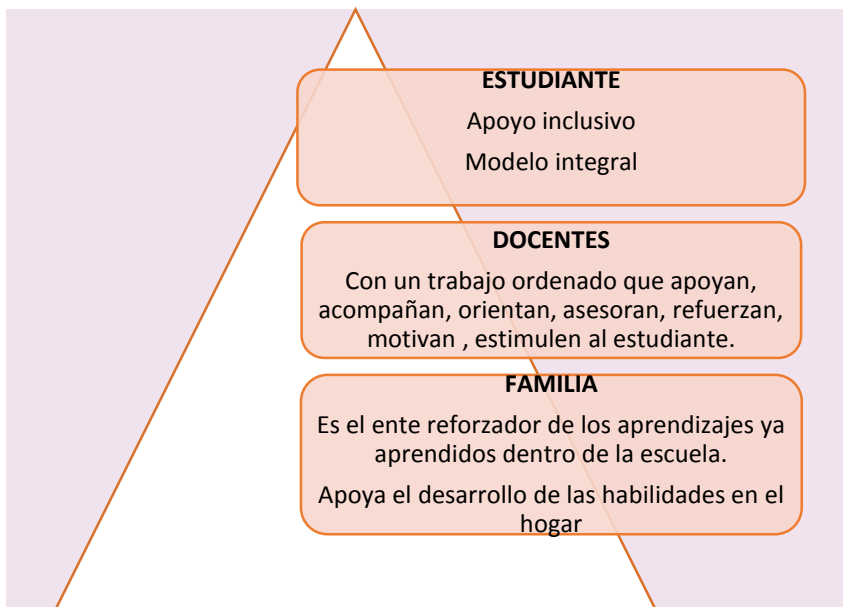 ESTUDIANTE
Apoyo inclusivo
Modelo integral
DOCENTES
Con un trabajo ordenado que apoyan,
acompañan, orientan, asesoran, refuerzan,
motivan , estimulen al estudiante.
FAMILIA
Es el ente reforzador de los aprendizajes ya
aprendidos dentro de la escuela.
Apoya el desarrollo de las habilidades en el
hogar